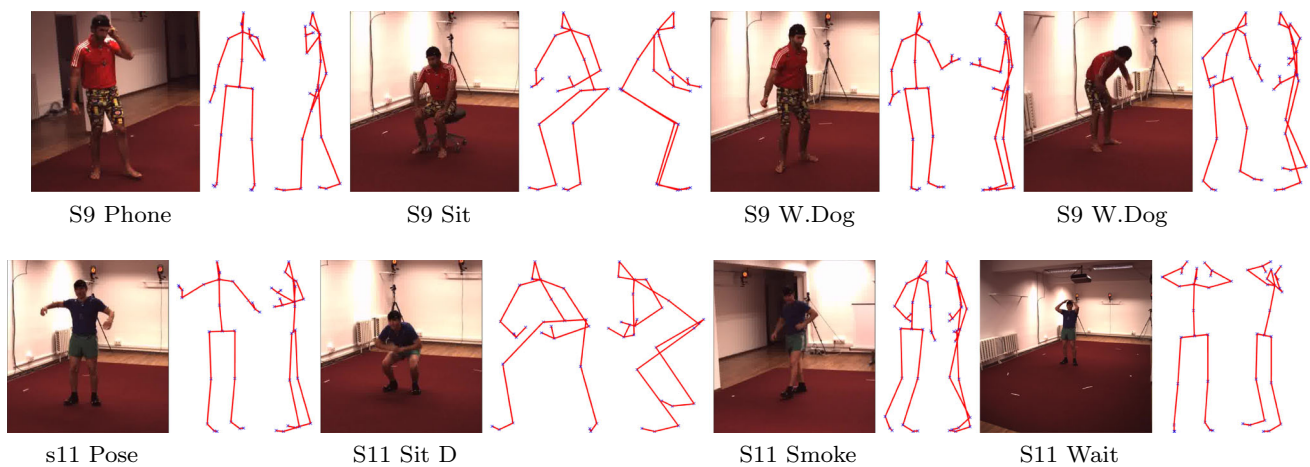 S9 Phone
S9 Sit
S9 W.Dog
S9 W.Dog
s11 Pose
S11 Sit D
S11 Smoke
S11 Wait